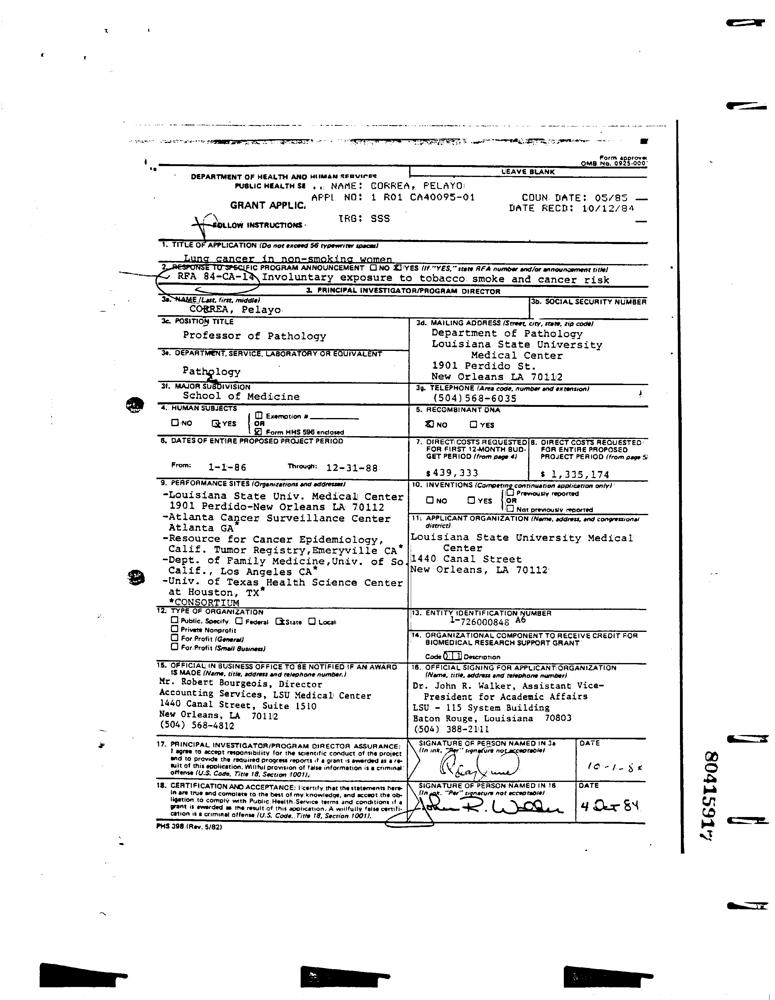 Form approve
OMB No. 0925-000
LEAVE BLANK
DEPARTMENT OF HEALTH AND HUMAN SERVICES
PUBLIC HEALTH SE
NAME: CORREA, PELAYO
APPL NO: 1 R01 CA40095-01
COUN DATE: 05/85
GRANT APPLIC.
DATE RECD: 10/12/84
IRG: SSS
FOLLOW INSTRUCTIONS
1. TITLE OF APPLICATION (Do not exceed 56 typewriter spaces)
Lung cancer in non-smoking women
2. RESPONSE TO SPECIFIC PROGRAM ANNOUNCEMENT ☐ NO ☒ YES (If "YES," state RFA number and/or announcement title)
RFA 84-CA-14 Involuntary exposure to tobacco smoke and cancer risk
3. PRINCIPAL INVESTIGATOR/PROGRAM DIRECTOR
3a. NAME (Last, first, middle)
CORREA, Pelayo
3b. SOCIAL SECURITY NUMBER
3c. POSITION TITLE
Professor of Pathology
3d. MAILING ADDRESS (Street, city, state, zip code)
Department of Pathology
Louisiana State University
Medical Center
1901 Perdido St.
New Orleans LA 70112
3e. DEPARTMENT, SERVICE, LABORATORY OR EQUIVALENT
Pathology
3f. MAJOR SUBDIVISION
School of Medicine
3g. TELEPHONE (Area code, number and extension)
(504)568-6035
4. HUMAN SUBJECTS
☐ NO ☒ YES
☐ Exemption #
OR
☒ Form HHS 596 enclosed
5. RECOMBINANT DNA
☒ NO ☐ YES
6. DATES OF ENTIRE PROPOSED PROJECT PERIOD
From: 1-1-86 Through: 12-31-88
7. DIRECT COSTS REQUESTED
FOR FIRST 12-MONTH BUD-
GET PERIOD (from page 4)
$439,333
8. DIRECT COSTS REQUESTED
FOR ENTIRE PROPOSED
PROJECT PERIOD (from page 5
$ 1,335,174
9. PERFORMANCE SITES (Organizations and addresses)
-Louisiana State Univ. Medical Center
1901 Perdido-New Orleans LA 70112
-Atlanta Cancer Surveillance Center
Atlanta GA*
-Resource for Cancer Epidemiology,
Calif. Tumor Registry,Emeryville CA*
-Dept. of Family Medicine,Univ. of So.
Calif., Los Angeles CA*
-Univ. of Texas Health Science Center
at Houston, TX*
*CONSORTIUM
10. INVENTIONS (Competing continuation application only)
☐ NO ☐ YES
☐ Previously reported
OR
☐ Not previously reported
11. APPLICANT ORGANIZATION (Name, address, and congressional
district)
Louisiana State University Medical
Center
1440 Canal Street
New Orleans, LA 70112
12. TYPE OF ORGANIZATION
☐ Public, Specify ☐ Federal ☒ State ☐ Local
☐ Private Nonprofit
☐ For Profit (General)
☐ For Profit (Small Business)
13. ENTITY IDENTIFICATION NUMBER
1-726000848 A6
14. ORGANIZATIONAL COMPONENT TO RECEIVE CREDIT FOR
BIOMEDICAL RESEARCH SUPPORT GRANT
Code Description
15. OFFICIAL IN BUSINESS OFFICE TO BE NOTIFIED IF AN AWARD
IS MADE (Name, title, address and telephone number.)
Mr. Robert Bourgeois, Director
Accounting Services, LSU Medical Center
1440 Canal Street, Suite 1510
New Orleans, LA 70112
(504) 568-4812
16. OFFICIAL SIGNING FOR APPLICANT ORGANIZATION
(Name, title, address and telephone number)
Dr. John R. Walker, Assistant Vice-
President for Academic Affairs
LSU - 115 System Building
Baton Rouge, Louisiana 70803
(504) 388-2111
17. PRINCIPAL INVESTIGATOR/PROGRAM DIRECTOR ASSURANCE:
I agree to accept responsibility for the scientific conduct of the project
and to provide the required progress reports if a grant is awarded as a re-
sult of this application. Willful provision of false information is a criminal
offense (U.S. Code, Title 18, Section 1001).
SIGNATURE OF PERSON NAMED IN 3a
(In ink. "Per" signature not acceptable)
DATE
10-1-8
18. CERTIFICATION AND ACCEPTANCE: I certify that the statements here-
in are true and complete to the best of my knowledge, and accept the ob-
ligation to comply with Public Health Service terms and conditions if a
grant is awarded as the result of this application. A willfully false certifi-
cation is a criminal offense (U.S. Code, Title 18, Section 1001).
SIGNATURE OF PERSON NAMED IN 16
(In ink. "Per" signature not acceptable)
John R. Walker
DATE
4 Oct 84
PHS 398 (Rev. 5/82)
804155917